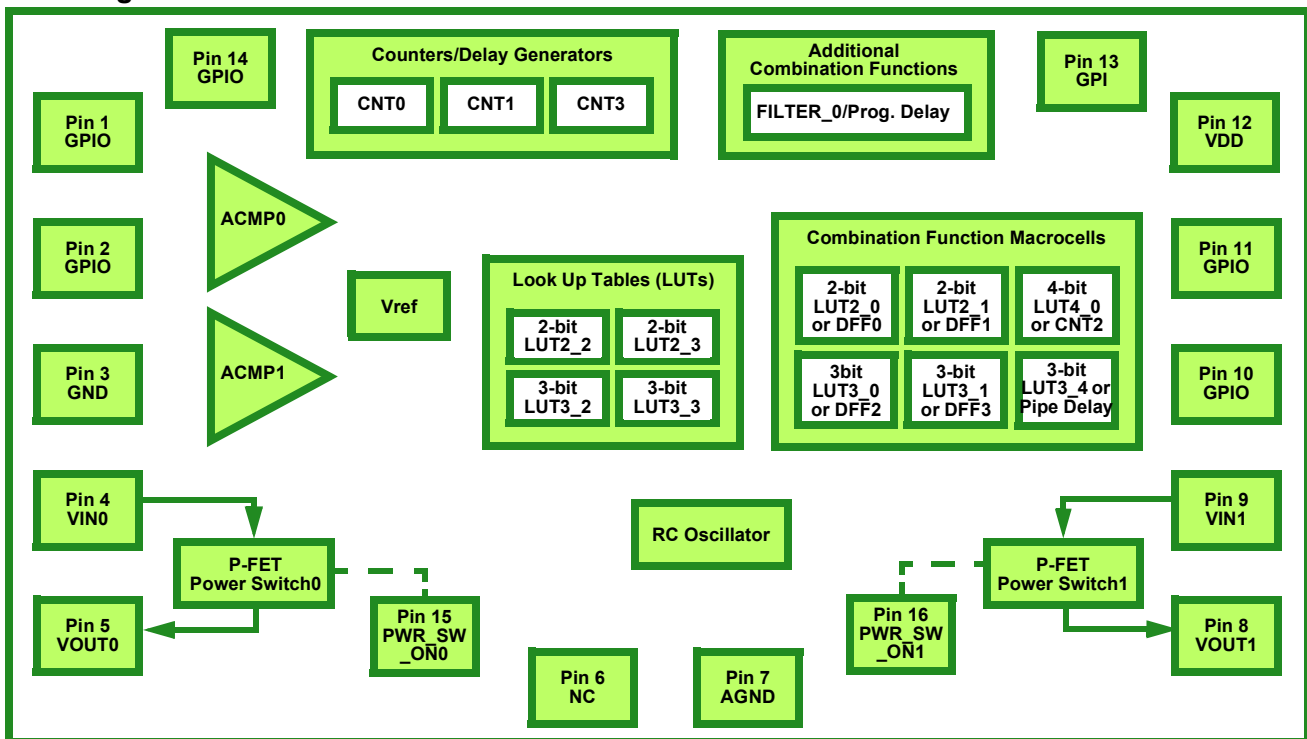 Pin 14
GPIO
Counters/Delay Generators
CNT0
CNT1
CNT3
Additional
Combination Functions
FILTER_0/Prog. Delay
Pin 13
GPI
Pin 1
GPIO
Pin 12
VDD
ACMP0
Pin 2
GPIO
Vref
Look Up Tables (LUTs)
2-bit
LUT2_2
2-bit
LUT2_3
3-bit
LUT3_2
3-bit
LUT3_3
Combination Function Macrocells
2-bit
LUT2_0
or DFF0
2-bit
LUT2_1
or DFF1
4-bit
LUT4_0
or CNT2
3bit
LUT3_0
or DFF2
3-bit
LUT3_1
or DFF3
3-bit
LUT3_4 or
Pipe Delay
Pin 11
GPIO
Pin 3
GND
ACMP1
Pin 10
GPIO
Pin 4
VIN0
P-FET
Power Switch0
RC Oscillator
P-FET
Power Switch1
Pin 9
VIN1
Pin 5
VOUT0
Pin 15
PWR_SW
_ON0
Pin 6
NC
Pin 7
AGND
Pin 16
PWR_SW
_ON1
Pin 8
VOUT1